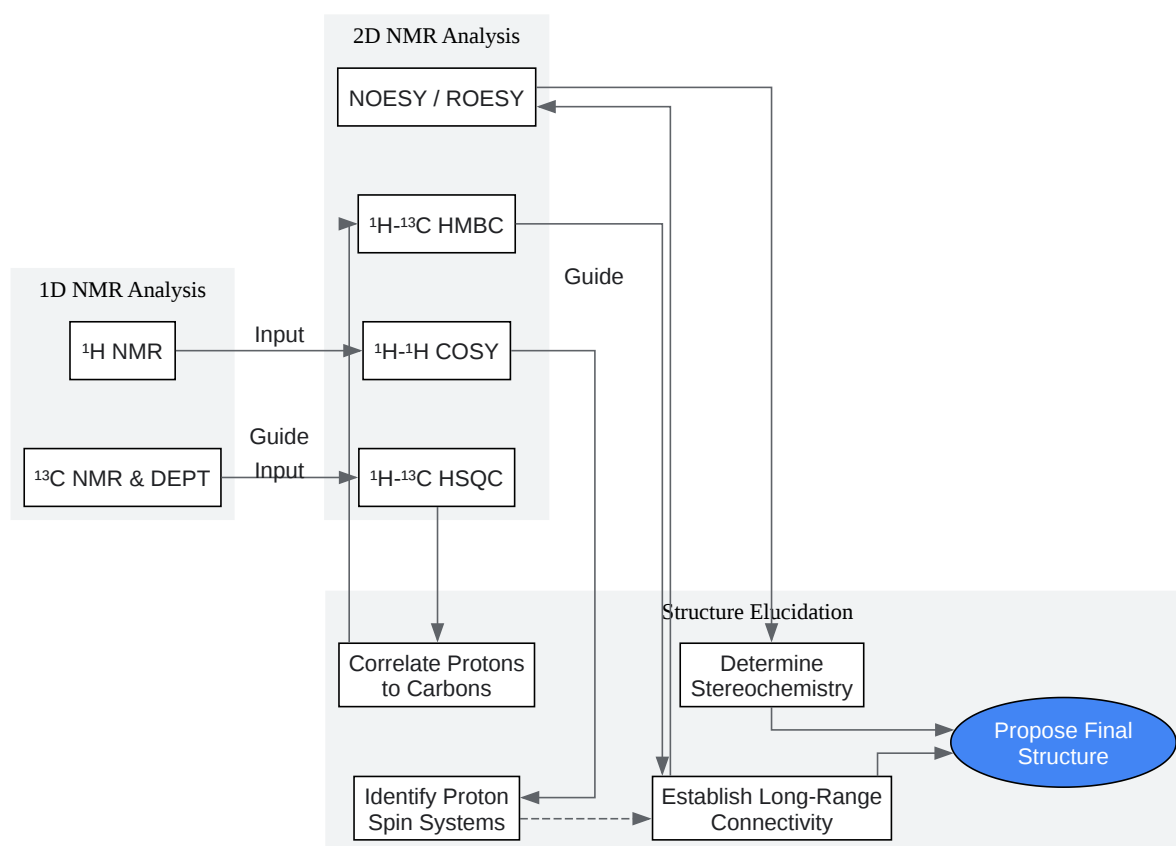 2D NMR Analysis
NOESY / ROESY
¹H-¹³C HMBC
Guide
1D NMR Analysis
¹H NMR
Input
¹H-¹H COSY
Guide
¹³C NMR & DEPT
Input
¹H-¹³C HSQC
Structure Elucidation
Correlate Protons
to Carbons
Determine
Stereochemistry
Propose Final
Structure
Identify Proton
Spin Systems
Establish Long-Range
Connectivity